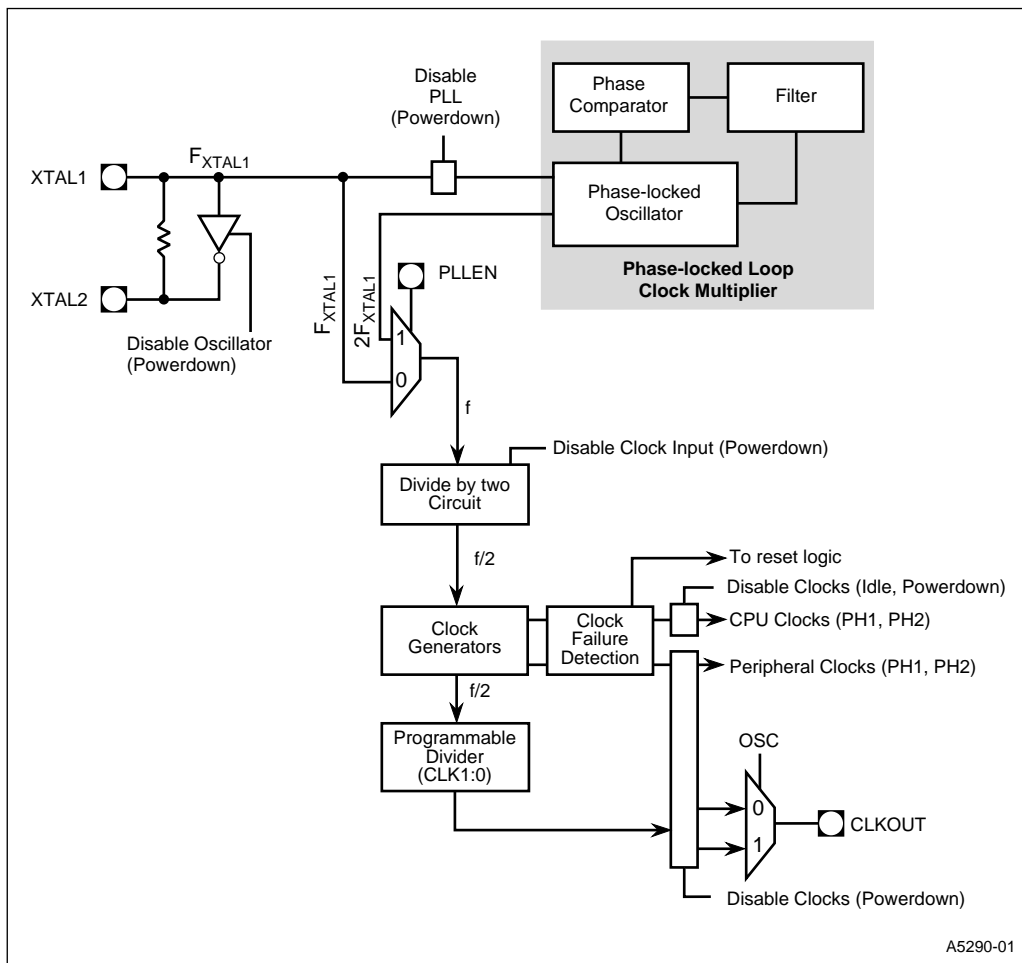 Disable
PLL
(Powerdown)
Phase
Comparator
Filter
XTAL1
FXTAL1
Phase-locked
Oscillator
Phase-locked Loop
Clock Multiplier
XTAL2
Disable Oscillator
(Powerdown)
FXTAL1
2FXTAL1
PLLEN
1
0
f
Disable Clock Input (Powerdown)
Divide by two
Circuit
f/2
To reset logic
Disable Clocks (Idle, Powerdown)
Clock
Generators
Clock
Failure
Detection
CPU Clocks (PH1, PH2)
Peripheral Clocks (PH1, PH2)
f/2
Programmable
Divider
(CLK1:0)
OSC
0
1
CLKOUT
Disable Clocks (Powerdown)
A5290-01